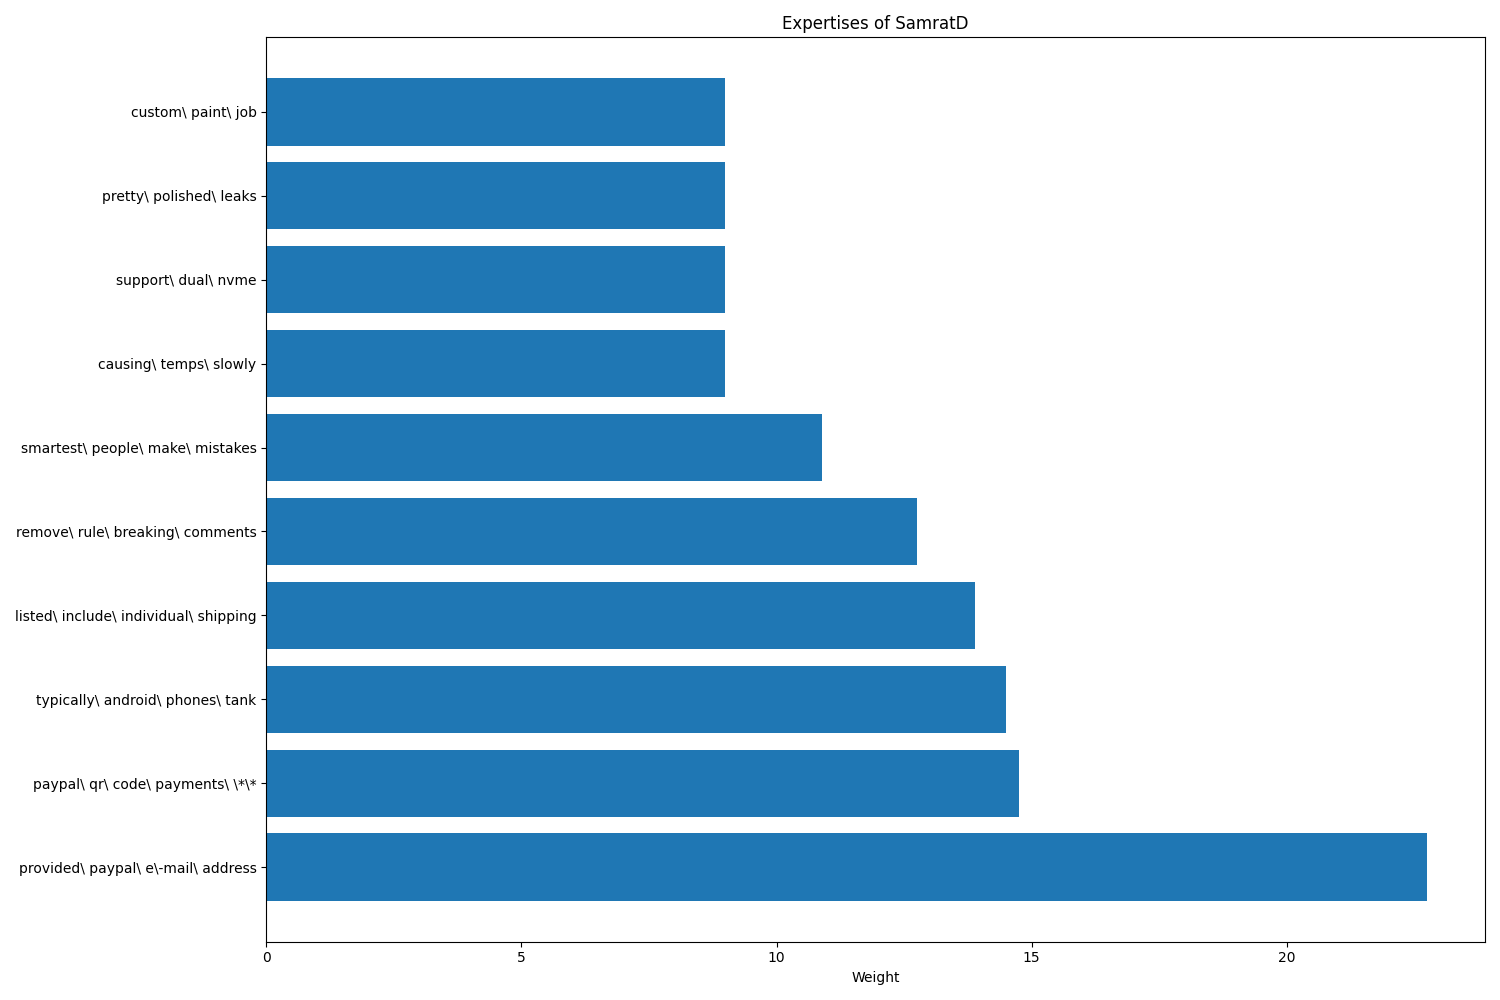 Expertises of SamratD
custom\ paint\ job
pretty\ polished\ leaks
support\ dual\ nvme
causing\ temps\ slowly
smartest\ people\ make\ mistakes
remove\ rule\ breaking\ comments
listed\ include\ individual\ shipping
typically\ android\ phones\ tank
paypal\ qr\ code\ payments\ \*\*
provided\ paypal\ e\-mail\ address
0 5 10 15 20
Weight